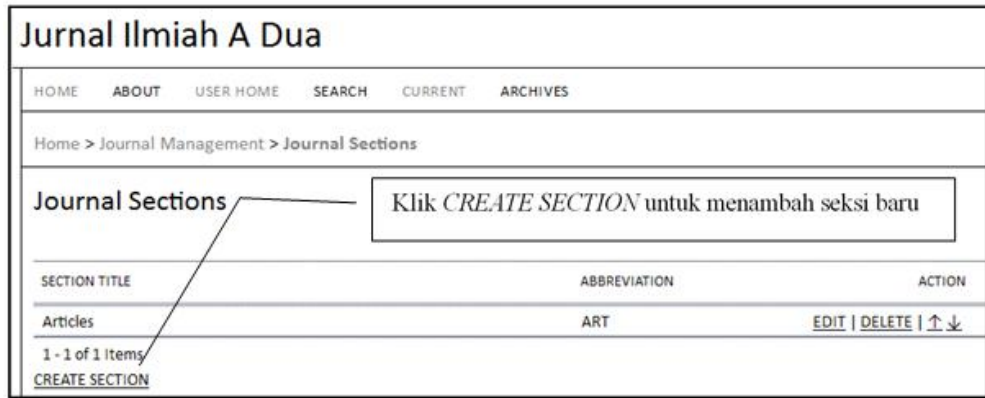 Jurnal Ilmiah A Dua
HOME ABOUT USER HOME SEARCH CURRENT ARCHIVES
Home > Journal Management > Journal Sections
Journal Sections
Klik CREATE SECTION untuk menambah seksi baru
SECTION TITLE ABBREVIATION ACTION
Articles ART EDIT | DELETE | ↑ ↓
1 - 1 of 1 Items
CREATE SECTION